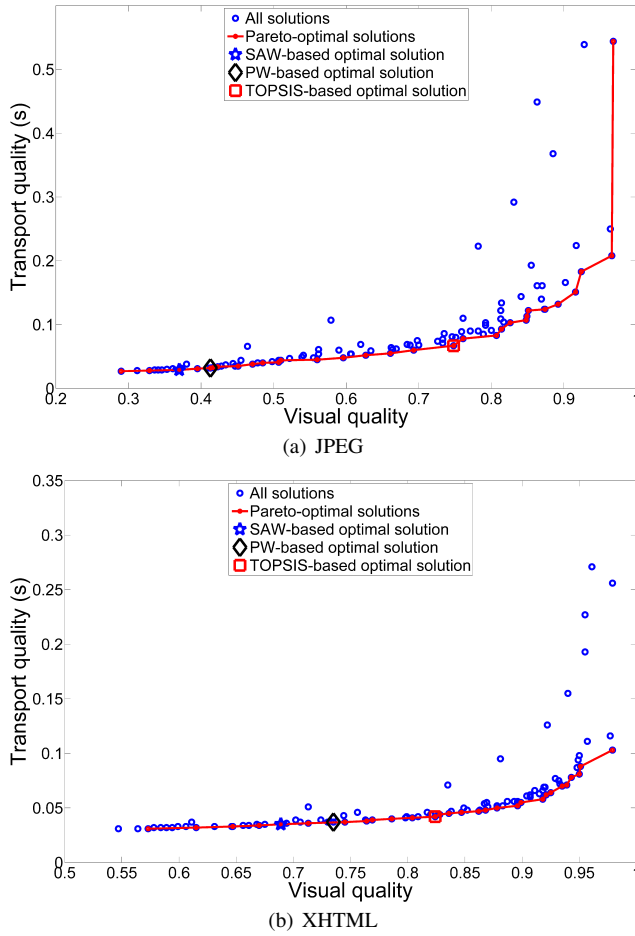 All solutions
Pareto-optimal solutions
SAW-based optimal solution
PW-based optimal solution
TOPSIS-based optimal solution
Transport quality (s)
0.5
0.4
0.3
0.2
0.1
0
0.2 0.3 0.4 0.5 0.6 0.7 0.8 0.9 1
Visual quality
(a) JPEG
All solutions
Pareto-optimal solutions
SAW-based optimal solution
PW-based optimal solution
TOPSIS-based optimal solution
Transport quality (s)
0.35
0.3
0.25
0.2
0.15
0.1
0.05
0
0.5 0.55 0.6 0.65 0.7 0.75 0.8 0.85 0.9 0.95 1
Visual quality
(b) XHTML